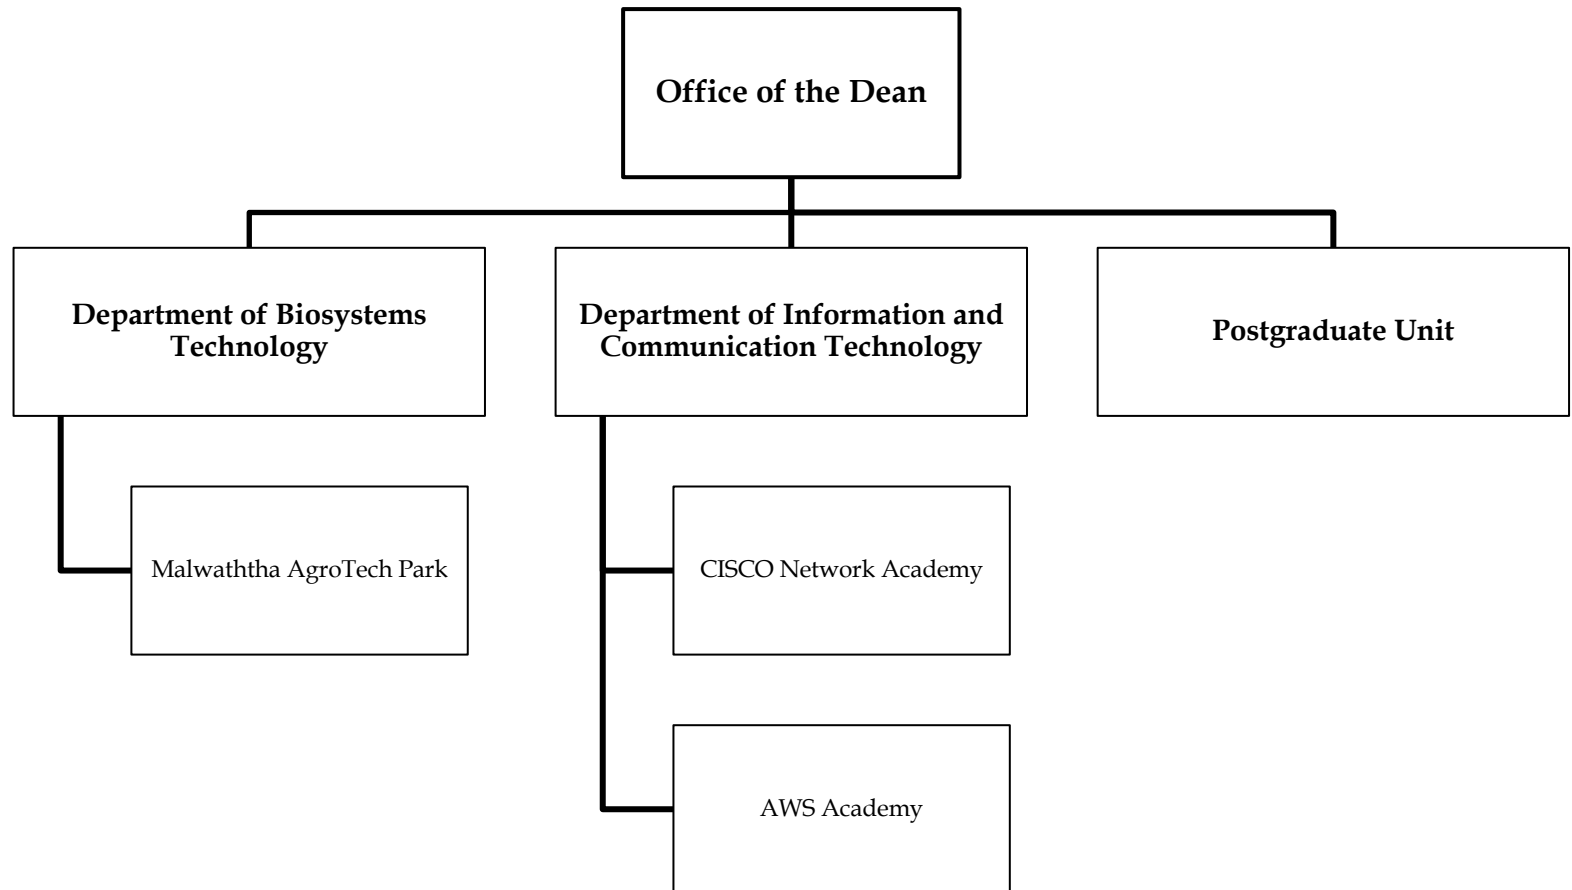 Office of the Dean
Department of Biosystems
Technology
Department of Information and
Communication Technology
Postgraduate Unit
Malwaththa AgroTech Park
CISCO Network Academy
AWS Academy